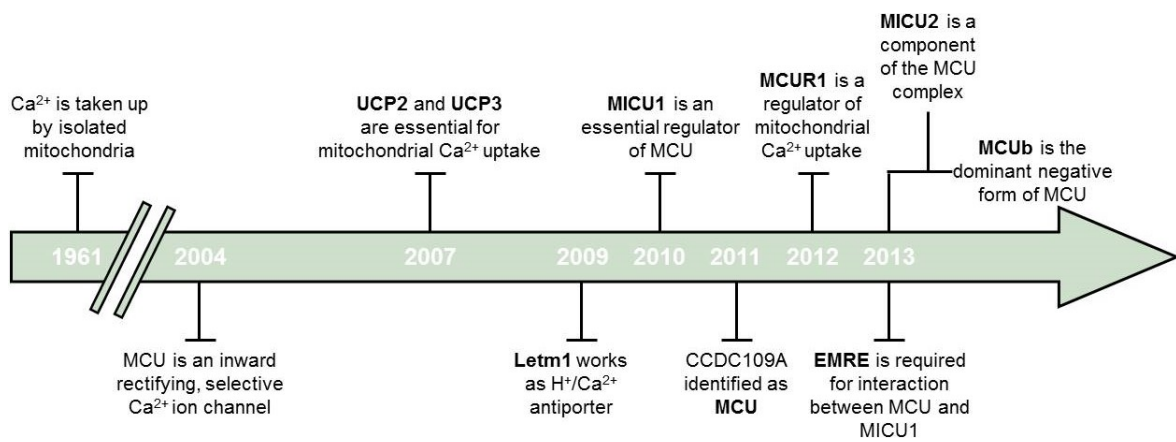 Ca²⁺ is taken up
by isolated
mitochondria
UCP2 and UCP3
are essential for
mitochondrial Ca²⁺ uptake
MICU1 is an
essential regulator
of MCU
MCUR1 is a
regulator of
mitochondrial
Ca²⁺ uptake
MICU2 is a
component
of the MCU
complex
MCUb is the
dominant negative
form of MCU
1961 2004 2007 2009 2010 2011 2012 2013
MCU is an inward
rectifying, selective
Ca²⁺ ion channel
Letm1 works
as H⁺/Ca²⁺
antiporter
CCDC109A
identified as
MCU
EMRE is required
for interaction
between MCU and
MICU1